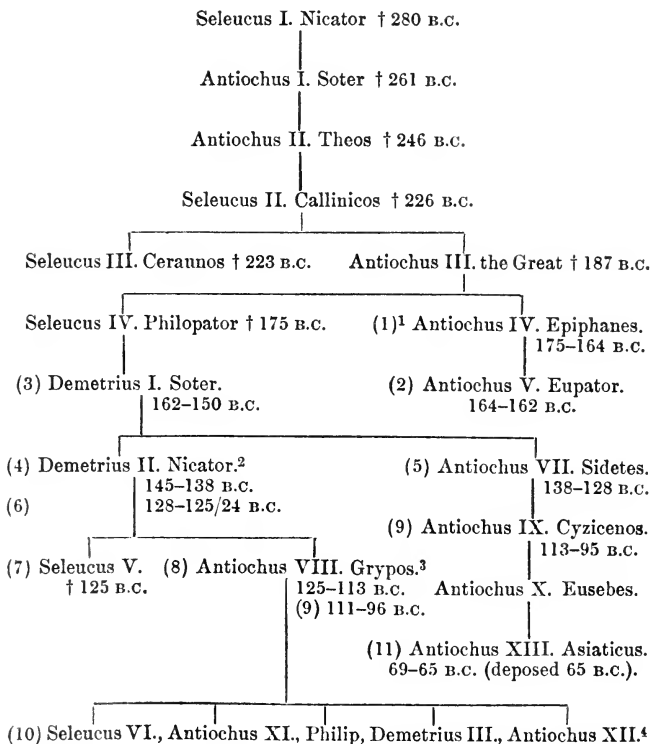 Seleucus I. Nicator † 280 B.C.
Antiochus I. Soter † 261 B.C.
Antiochus II. Theos † 246 B.C.
Seleucus II. Callinicos † 226 B.C.
Seleucus III. Ceraunos † 223 B.C. Antiochus III. the Great † 187 B.C.
Seleucus IV. Philopator † 175 B.C. (1)¹ Antiochus IV. Epiphanes.
175–164 B.C.
(3) Demetrius I. Soter. (2) Antiochus V. Eupator.
162–150 B.C. 164–162 B.C.
(4) Demetrius II. Nicator.² (5) Antiochus VII. Sidetes.
145–138 B.C. 138–128 B.C.
(6) 128–125/24 B.C.
(9) Antiochus IX. Cyzicenos.
113–95 B.C.
(7) Seleucus V. (8) Antiochus VIII. Grypos.³
† 125 B.C. 125–113 B.C. Antiochus X. Eusebes.
(9) 111–96 B.C.
(11) Antiochus XIII. Asiaticus.
69–65 B.C. (deposed 65 B.C.).
(10) Seleucus VI., Antiochus XI., Philip, Demetrius III., Antiochus XII.⁴